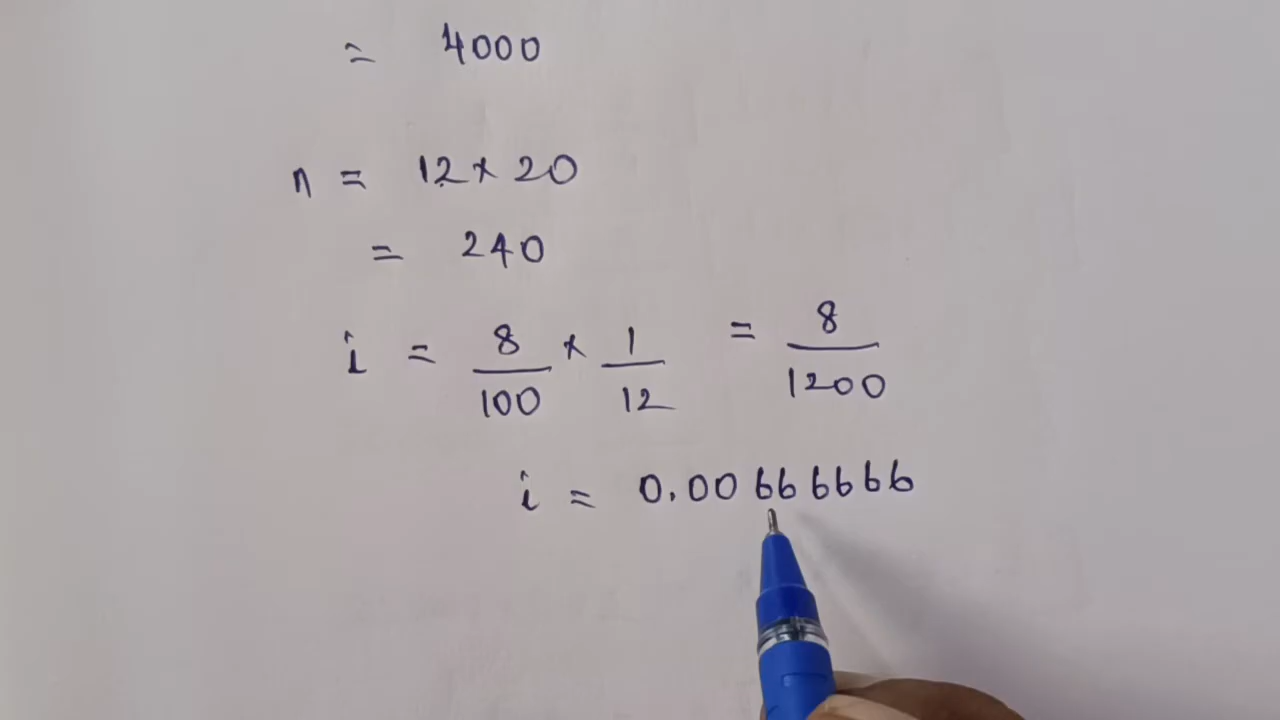 = 4000
n = 12 × 20
= 240
i = 8/100 × 1/12 = 8/1200
i = 0.00666666